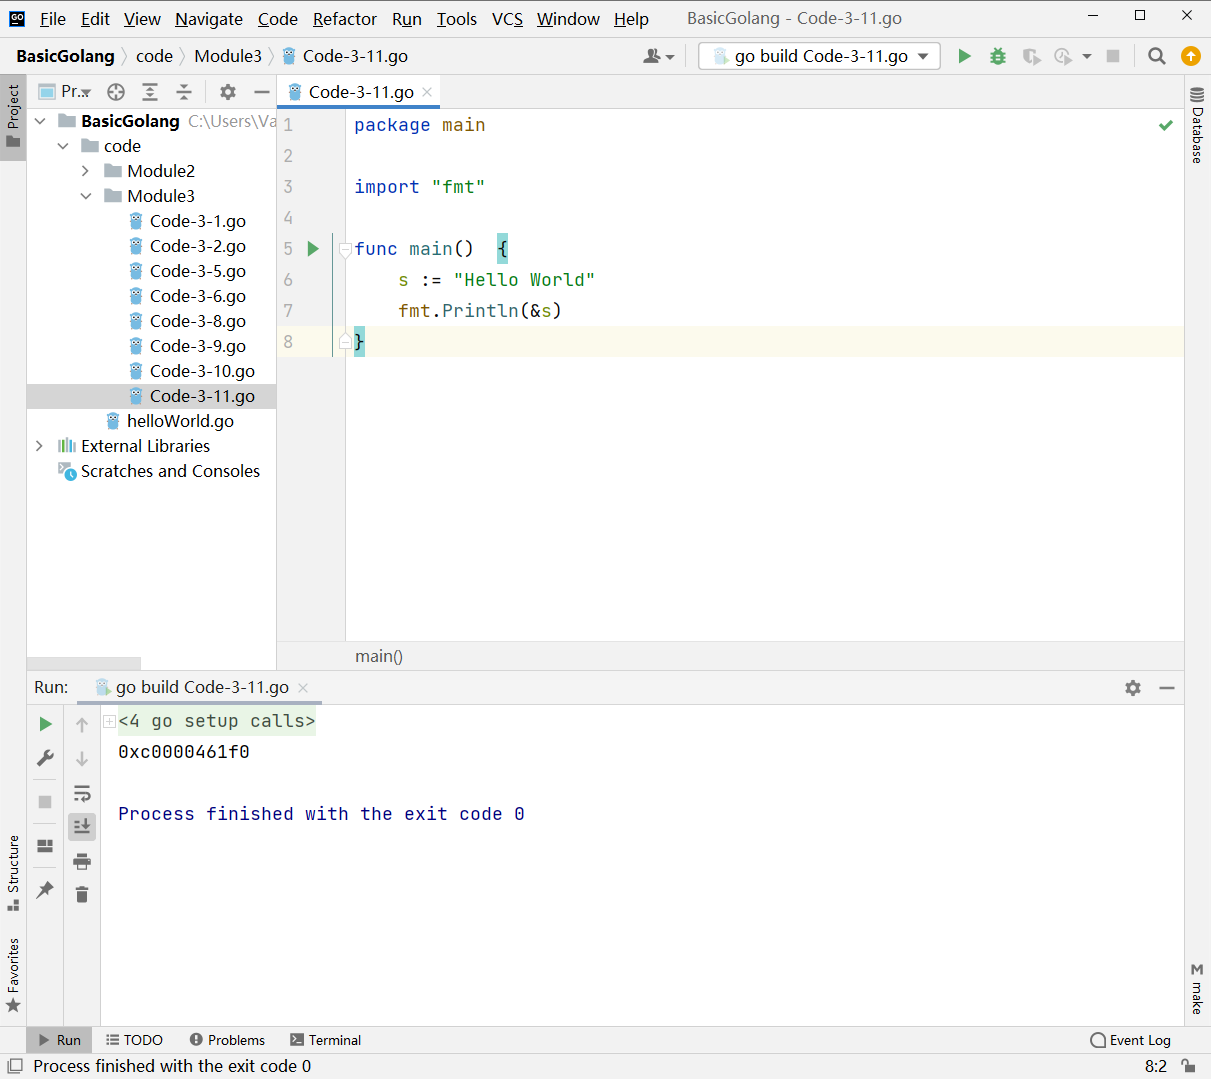 GO File Edit View Navigate Code Refactor Run Tools VCS Window Help BasicGolang - Code-3-11.go
BasicGolang code Module3 Code-3-11.go go build Code-3-11.go
Project
Pr...
Code-3-11.go
Database
BasicGolang C:\Users\Va
code
Module2
Module3
Code-3-1.go
Code-3-2.go
Code-3-5.go
Code-3-6.go
Code-3-8.go
Code-3-9.go
Code-3-10.go
Code-3-11.go
helloWorld.go
External Libraries
Scratches and Consoles
1 package main
2
3 import "fmt"
4
5 func main()  {
6 s := "Hello World"
7 fmt.Println(&s)
8 }
main()
Run: go build Code-3-11.go
<4 go setup calls>
0xc0000461f0
Process finished with the exit code 0
Structure
Favorites
make
Run TODO Problems Terminal Event Log
Process finished with the exit code 0 8:2